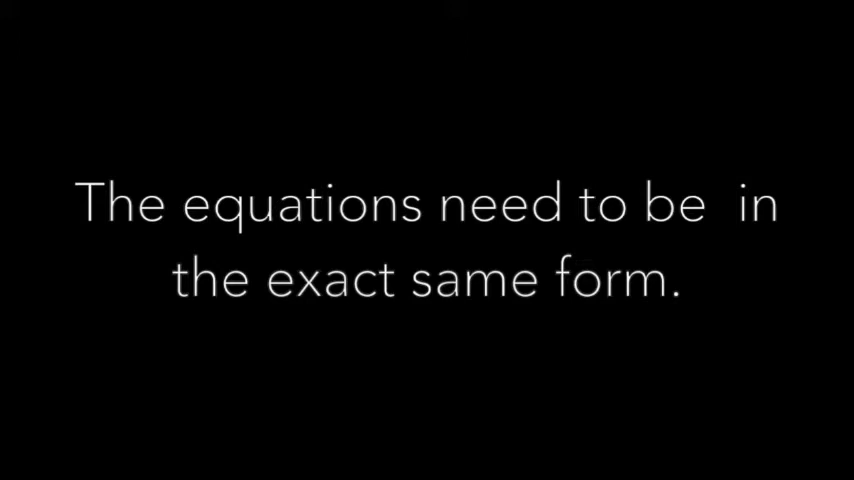 The equations need to be  in
the exact same form.